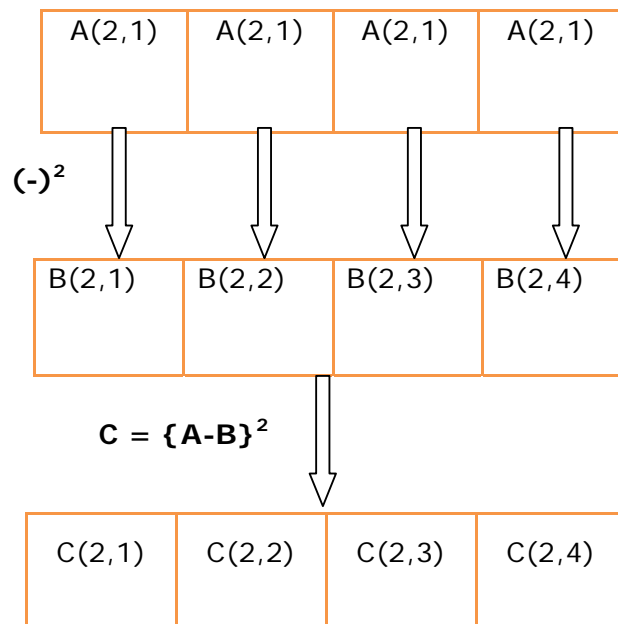 A(2,1) A(2,1) A(2,1) A(2,1)
(-)²
B(2,1) B(2,2) B(2,3) B(2,4)
C = {A-B}²
C(2,1) C(2,2) C(2,3) C(2,4)